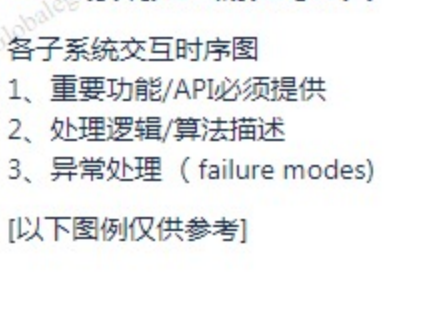 各子系统交互时序图
1、重要功能/API必须提供
2、处理逻辑/算法描述
3、异常处理 （ failure modes)
[以下图例仅供参考]